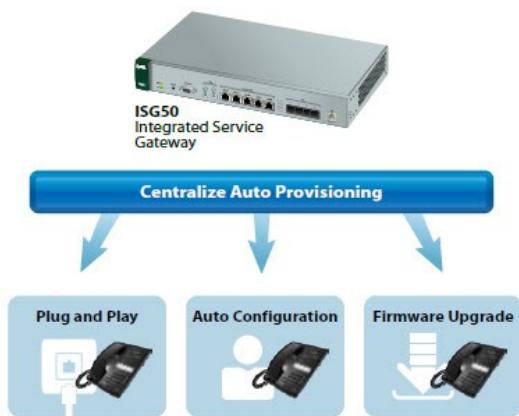 ISG50
Integrated Service
Gateway
Centralize Auto Provisioning
Plug and Play
Auto Configuration
Firmware Upgrade